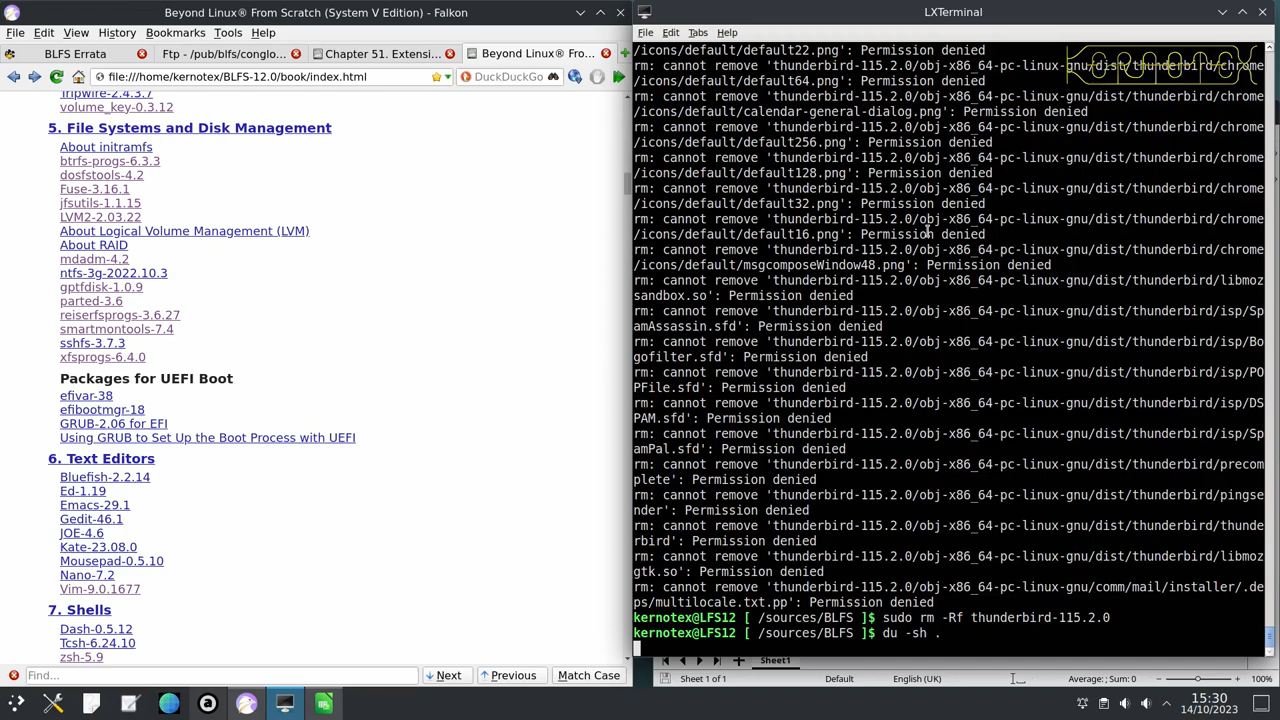 Beyond Linux® From Scratch (System V Edition) - Falkon
File Edit View History Bookmarks Tools Help
BLFS Errata
Ftp - /pub/blfs/conglo...
Chapter 51. Extensi...
Beyond Linux® Fro...
file:///home/kernotex/BLFS-12.0/book/index.html
DuckDuckGo
Tripwire-2.4.3.7
volume_key-0.3.12
5. File Systems and Disk Management
About initramfs
btrfs-progs-6.3.3
dosfstools-4.2
Fuse-3.16.1
jfsutils-1.1.15
LVM2-2.03.22
About Logical Volume Management (LVM)
About RAID
mdadm-4.2
ntfs-3g-2022.10.3
gptfdisk-1.0.9
parted-3.6
reiserfsprogs-3.6.27
smartmontools-7.4
sshfs-3.7.3
xfsprogs-6.4.0
Packages for UEFI Boot
efivar-38
efibootmgr-18
GRUB-2.06 for EFI
Using GRUB to Set Up the Boot Process with UEFI
6. Text Editors
Bluefish-2.2.14
Ed-1.19
Emacs-29.1
Gedit-46.1
JOE-4.6
Kate-23.08.0
Mousepad-0.5.10
Nano-7.2
Vim-9.0.1677
7. Shells
Dash-0.5.12
Tcsh-6.24.10
zsh-5.9
Find...
Next
Previous
Match Case
LXTerminal
File Edit Tabs Help
/icons/default/default22.png': Permission denied
rm: cannot remove 'thunderbird-115.2.0/obj-x86_64-pc-linux-gnu/dist/thunderbird/chrome
/icons/default/default64.png': Permission denied
rm: cannot remove 'thunderbird-115.2.0/obj-x86_64-pc-linux-gnu/dist/thunderbird/chrome
/icons/default/calendar-general-dialog.png': Permission denied
rm: cannot remove 'thunderbird-115.2.0/obj-x86_64-pc-linux-gnu/dist/thunderbird/chrome
/icons/default/default256.png': Permission denied
rm: cannot remove 'thunderbird-115.2.0/obj-x86_64-pc-linux-gnu/dist/thunderbird/chrome
/icons/default/default128.png': Permission denied
rm: cannot remove 'thunderbird-115.2.0/obj-x86_64-pc-linux-gnu/dist/thunderbird/chrome
/icons/default/default32.png': Permission denied
rm: cannot remove 'thunderbird-115.2.0/obj-x86_64-pc-linux-gnu/dist/thunderbird/chrome
/icons/default/default16.png': Permission denied
rm: cannot remove 'thunderbird-115.2.0/obj-x86_64-pc-linux-gnu/dist/thunderbird/chrome
/icons/default/msgcomposeWindow48.png': Permission denied
rm: cannot remove 'thunderbird-115.2.0/obj-x86_64-pc-linux-gnu/dist/thunderbird/libmoz
sandbox.so': Permission denied
rm: cannot remove 'thunderbird-115.2.0/obj-x86_64-pc-linux-gnu/dist/thunderbird/isp/Sp
amAssassin.sfd': Permission denied
rm: cannot remove 'thunderbird-115.2.0/obj-x86_64-pc-linux-gnu/dist/thunderbird/isp/Bo
gofilter.sfd': Permission denied
rm: cannot remove 'thunderbird-115.2.0/obj-x86_64-pc-linux-gnu/dist/thunderbird/isp/PO
PFile.sfd': Permission denied
rm: cannot remove 'thunderbird-115.2.0/obj-x86_64-pc-linux-gnu/dist/thunderbird/isp/DS
PAM.sfd': Permission denied
rm: cannot remove 'thunderbird-115.2.0/obj-x86_64-pc-linux-gnu/dist/thunderbird/isp/Sp
amPal.sfd': Permission denied
rm: cannot remove 'thunderbird-115.2.0/obj-x86_64-pc-linux-gnu/dist/thunderbird/precom
plete': Permission denied
rm: cannot remove 'thunderbird-115.2.0/obj-x86_64-pc-linux-gnu/dist/thunderbird/pingse
nder': Permission denied
rm: cannot remove 'thunderbird-115.2.0/obj-x86_64-pc-linux-gnu/dist/thunderbird/thunde
rbird': Permission denied
rm: cannot remove 'thunderbird-115.2.0/obj-x86_64-pc-linux-gnu/dist/thunderbird/libmoz
gtk.so': Permission denied
rm: cannot remove 'thunderbird-115.2.0/obj-x86_64-pc-linux-gnu/comm/mail/installer/.de
ps/multilocale.txt.pp': Permission denied
kernotex@LFS12 [ /sources/BLFS ]$ sudo rm -Rf thunderbird-115.2.0
kernotex@LFS12 [ /sources/BLFS ]$ du -sh .
Sheet1
Sheet 1 of 1 Default English (UK) Average: ; Sum: 0 100%
15:30
14/10/2023